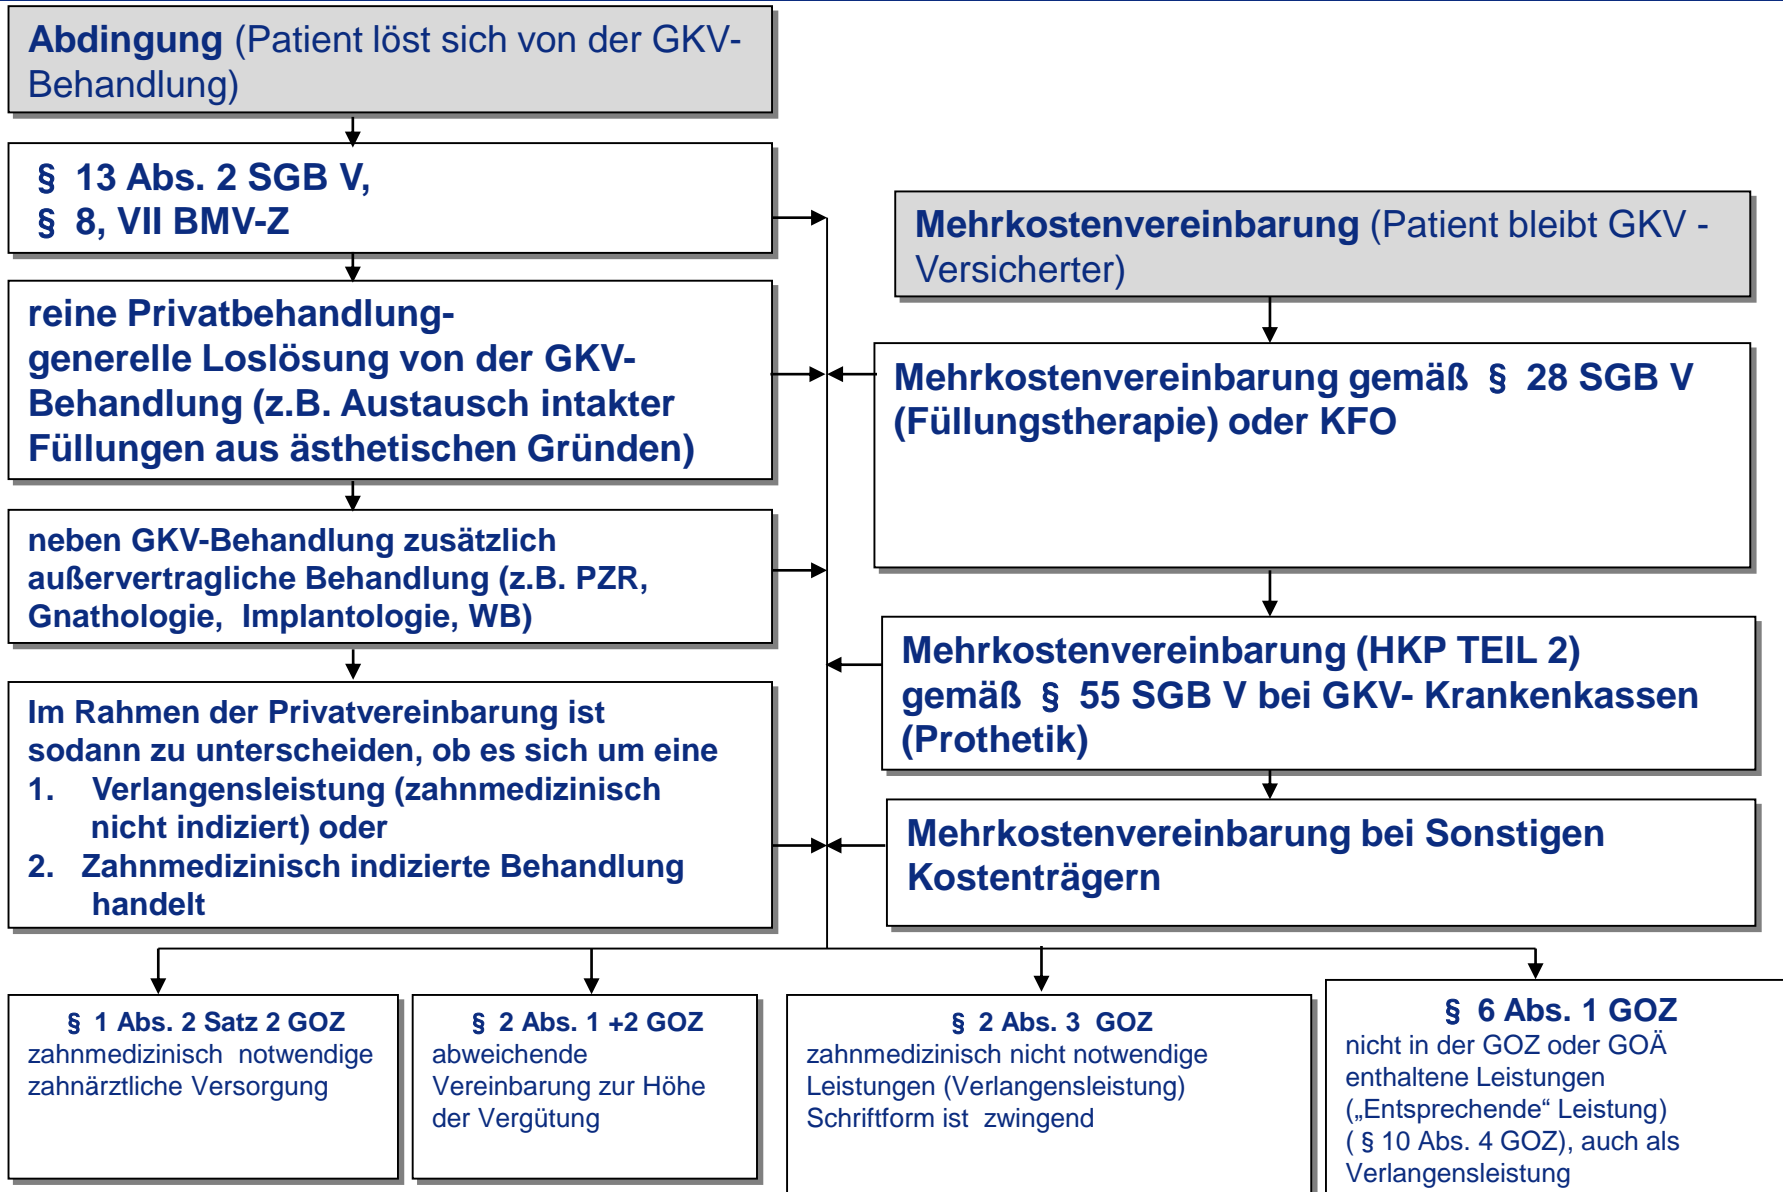 Abdingung (Patient löst sich von der GKV-
Behandlung)
§ 13 Abs. 2 SGB V,
§ 8, VII BMV-Z
reine Privatbehandlung-
generelle Loslösung von der GKV-
Behandlung (z.B. Austausch intakter
Füllungen aus ästhetischen Gründen)
neben GKV-Behandlung zusätzlich
außervertragliche Behandlung (z.B. PZR,
Gnathologie, Implantologie, WB)
Im Rahmen der Privatvereinbarung ist
sodann zu unterscheiden, ob es sich um eine
1. Verlangensleistung (zahnmedizinisch
nicht indiziert) oder
2. Zahnmedizinisch indizierte Behandlung
handelt
Mehrkostenvereinbarung (Patient bleibt GKV -
Versicherter)
Mehrkostenvereinbarung gemäß § 28 SGB V
(Füllungstherapie) oder KFO
Mehrkostenvereinbarung (HKP TEIL 2)
gemäß § 55 SGB V bei GKV- Krankenkassen
(Prothetik)
Mehrkostenvereinbarung bei Sonstigen
Kostenträgern
§ 1 Abs. 2 Satz 2 GOZ
zahnmedizinisch notwendige
zahnärztliche Versorgung
§ 2 Abs. 1 +2 GOZ
abweichende
Vereinbarung zur Höhe
der Vergütung
§ 2 Abs. 3 GOZ
zahnmedizinisch nicht notwendige
Leistungen (Verlangensleistung)
Schriftform ist zwingend
§ 6 Abs. 1 GOZ
nicht in der GOZ oder GOÄ
enthaltene Leistungen
(„Entsprechende“ Leistung)
( § 10 Abs. 4 GOZ), auch als
Verlangensleistung